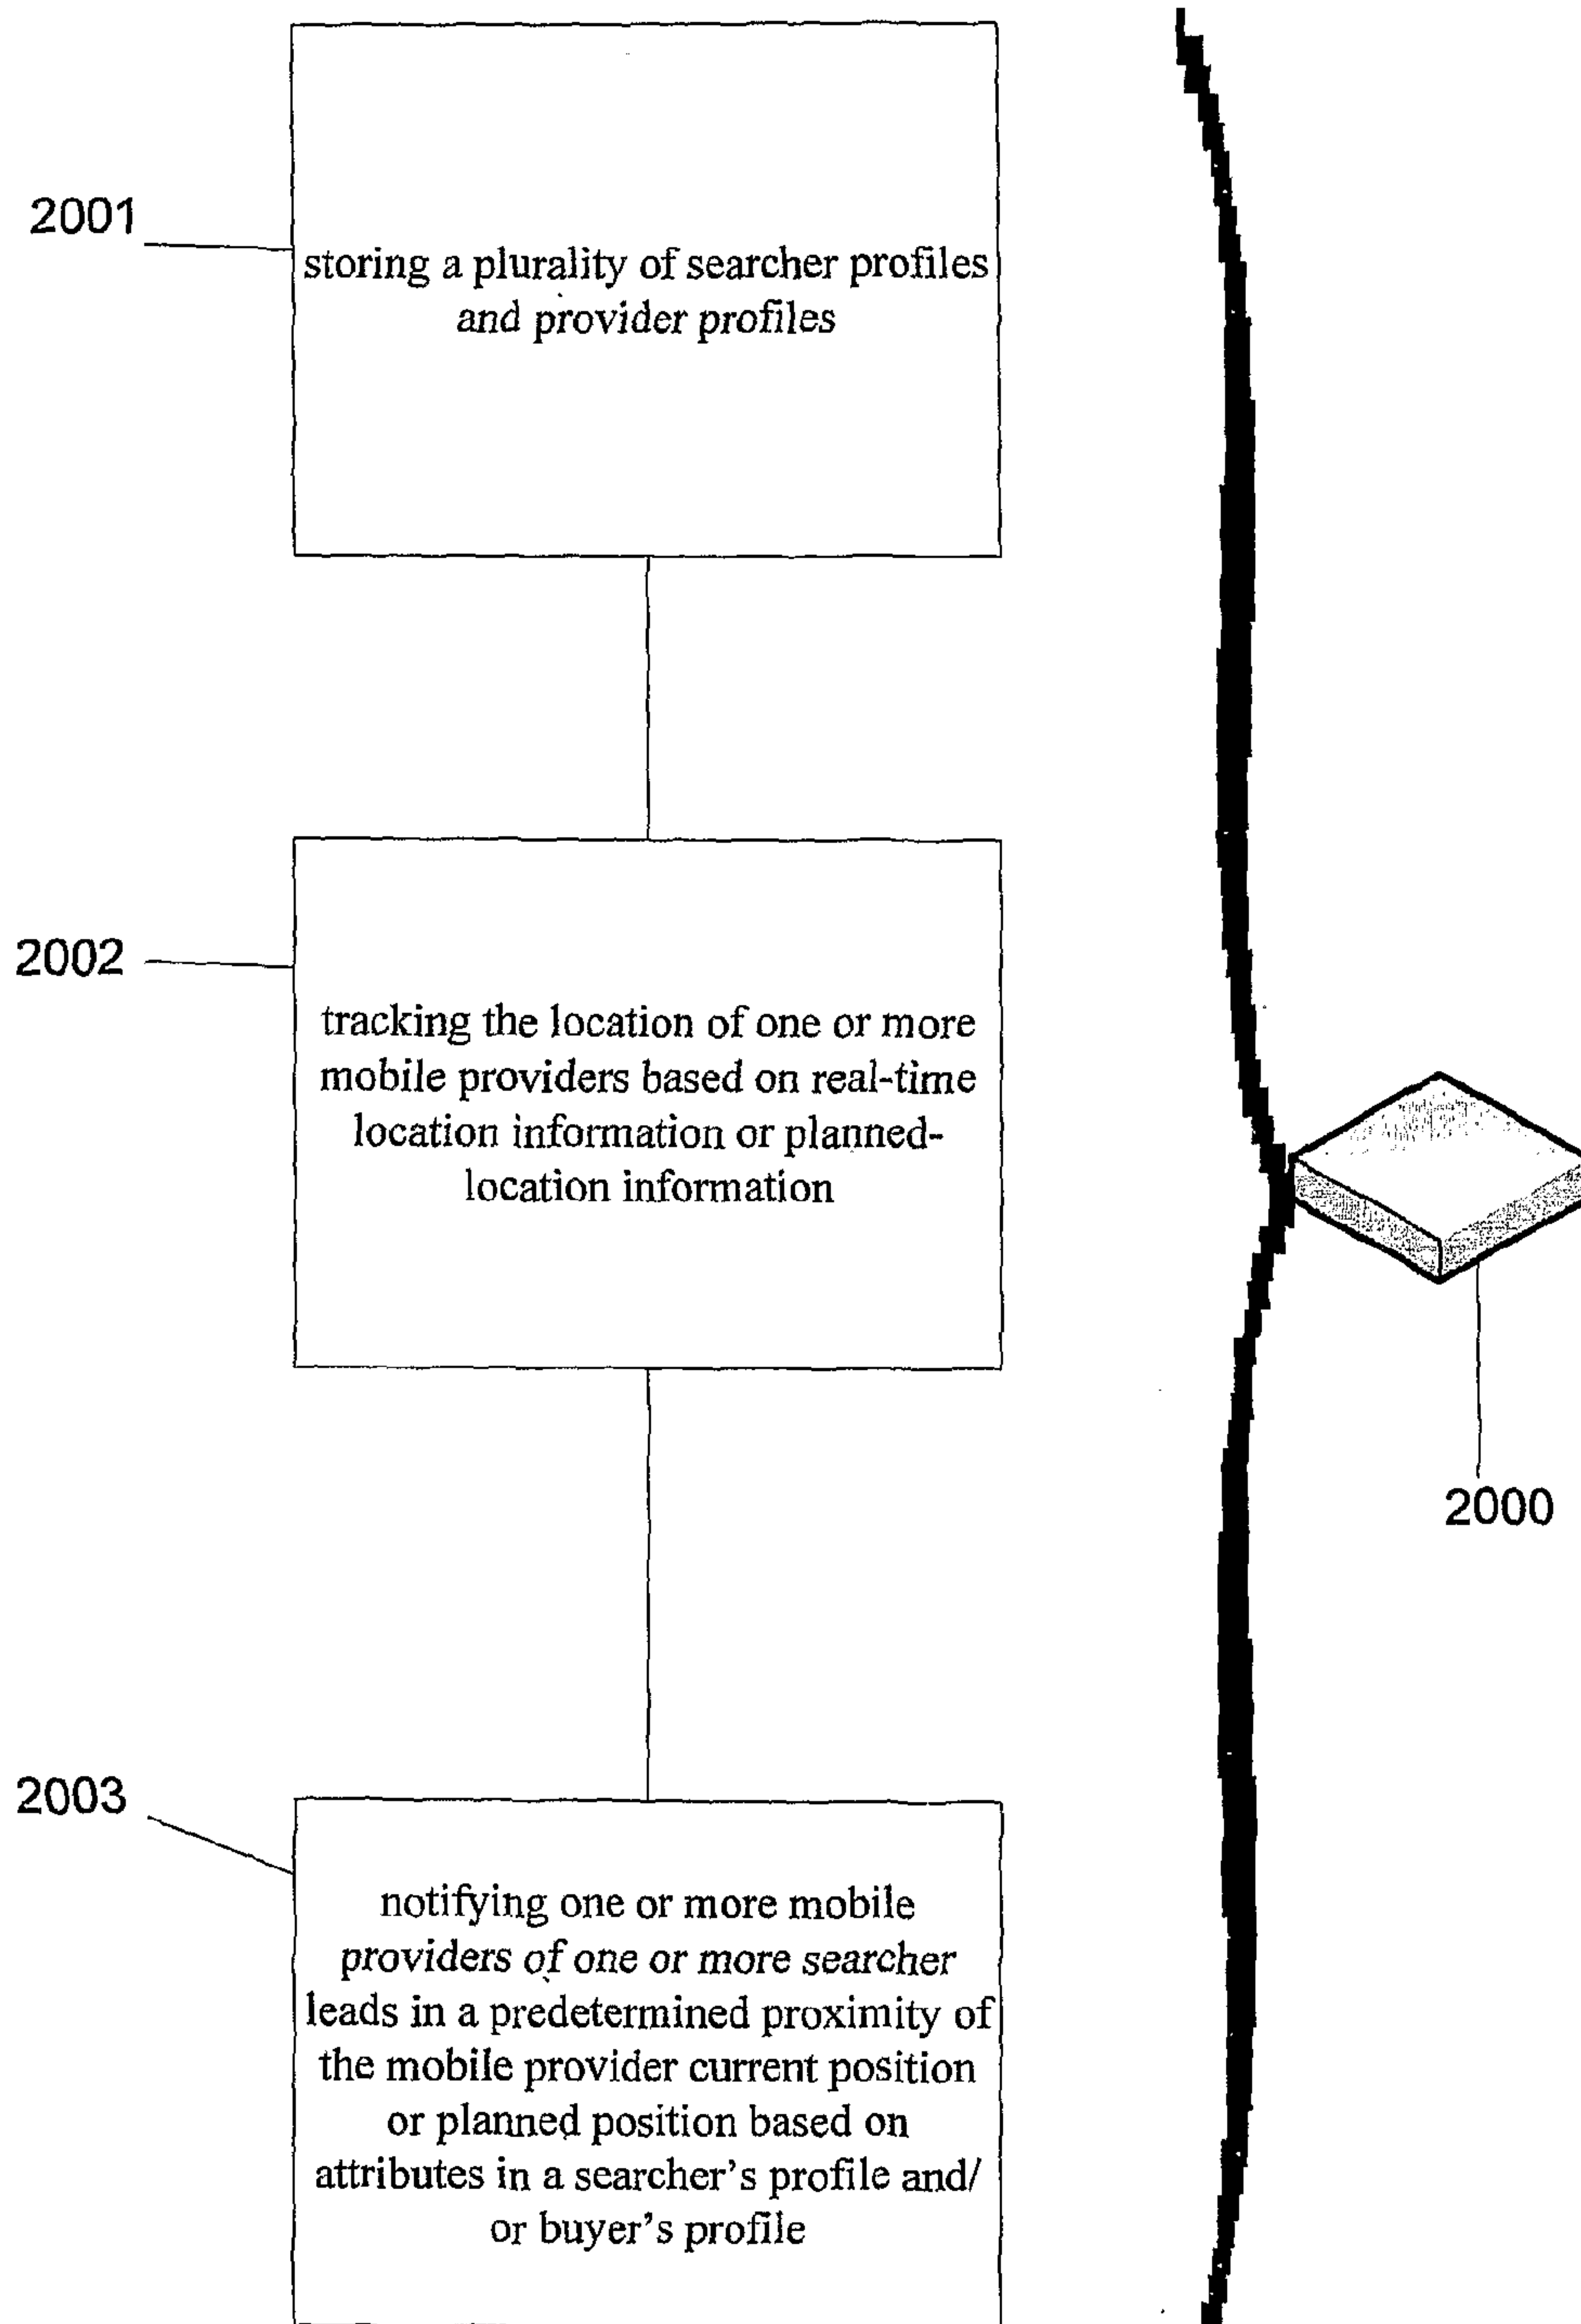 2001
storing a plurality of searcher profiles
and provider profiles
2002
tracking the location of one or more
mobile providers based on real-time
location information or planned-
location information
2000
2003
notifying one or more mobile
providers of one or more searcher
leads in a predetermined proximity of
the mobile provider current position
or planned position based on
attributes in a searcher's profile and/
or buyer's profile